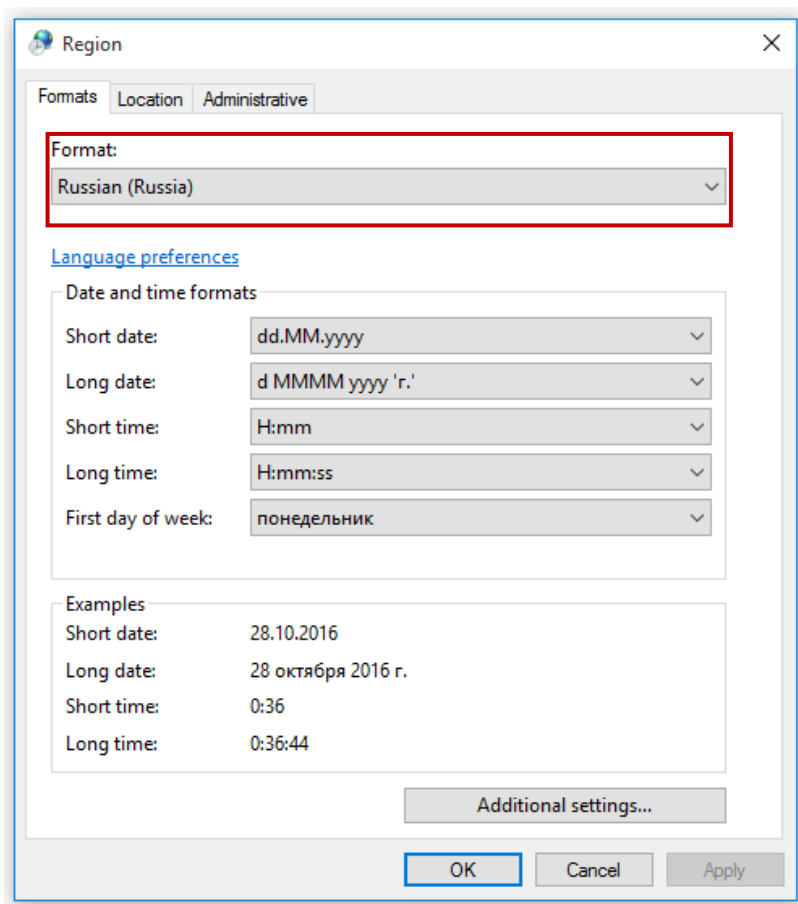 Region
Formats Location Administrative
Format:
Russian (Russia)
Language preferences
Date and time formats
Short date: dd.MM.yyyy
Long date: d MMMM yyyy 'г.'
Short time: H:mm
Long time: H:mm:ss
First day of week: понедельник
Examples
Short date: 28.10.2016
Long date: 28 октября 2016 г.
Short time: 0:36
Long time: 0:36:44
Additional settings...
OK Cancel Apply